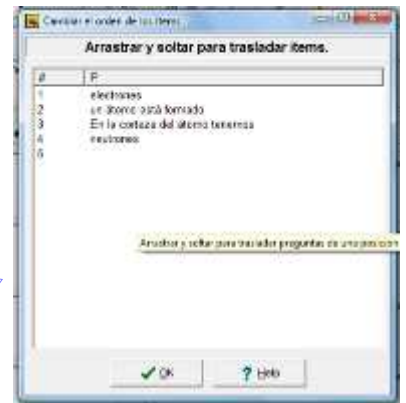 Cambiar el orden de los ítems
Arrastrar y soltar para trasladar items.
# P
1 electrones
2 un átomo está formado
3 En la corteza del átomo tenemos
4 neutrones
5
Arrastrar y soltar para trasladar preguntas de una posición
OK
Help